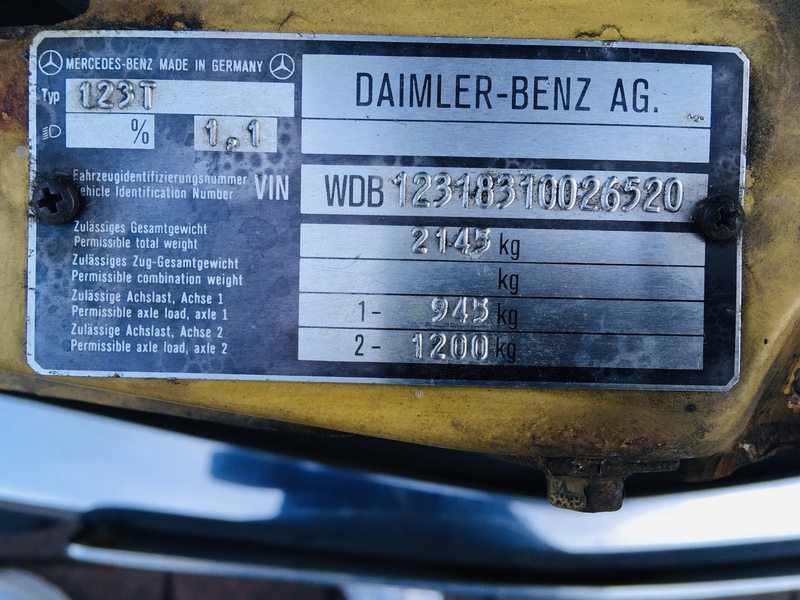 MERCEDES-BENZ MADE IN GERMANY
Typ 123T
% 1,1
DAIMLER-BENZ AG.
Fahrzeugidentifizierungsnummer
Vehicle Identification Number
VIN WDB 12318310026520
Zulässiges Gesamtgewicht
Permissible total weight
2145 kg
Zulässiges Zug-Gesamtgewicht
Permissible combination weight
kg
Zulässige Achslast, Achse 1
Permissible axle load, axle 1
1- 945 kg
Zulässige Achslast, Achse 2
Permissible axle load, axle 2
2- 1200 kg